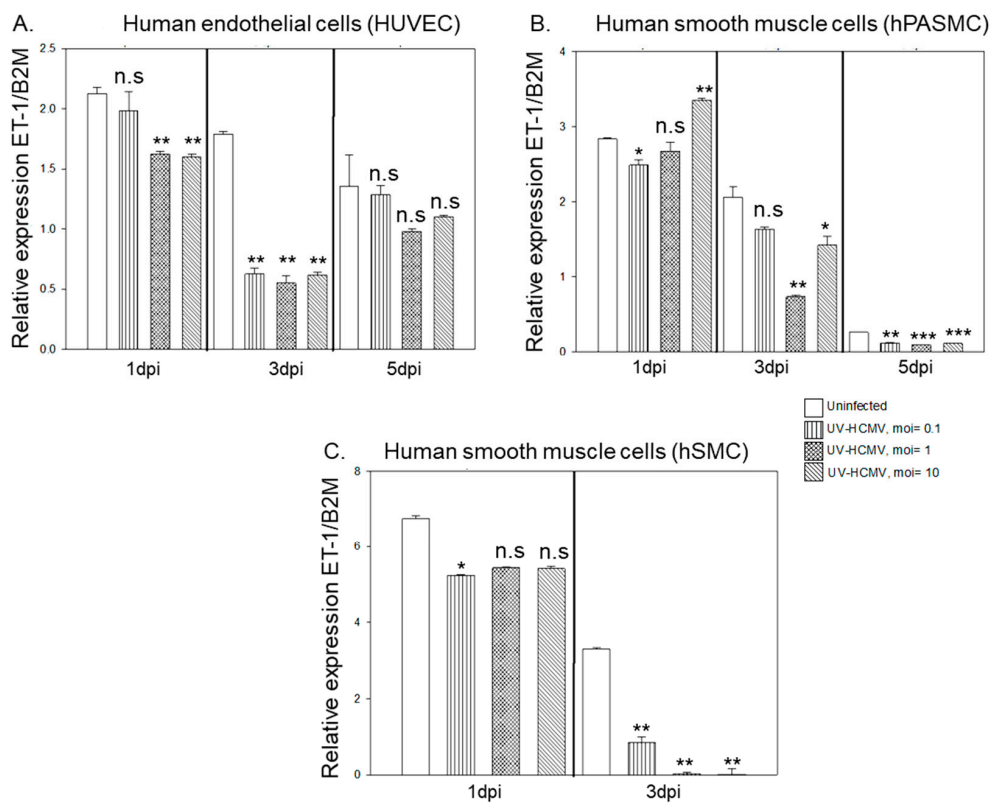 A. Human endothelial cells (HUVEC)
Relative expression ET-1/B2M
2.5
2.0
1.5
1.0
0.5
0.0
n.s
**
**
**
**
**
n.s
n.s
n.s
1dpi
3dpi
5dpi
B. Human smooth muscle cells (hPASMC)
Relative expression ET-1/B2M
4
3
2
1
0
*
n.s
**
n.s
**
*
**
***
***
1dpi
3dpi
5dpi
Uninfected
UV-HCMV, moi= 0.1
UV-HCMV, moi= 1
UV-HCMV, moi= 10
C. Human smooth muscle cells (hSMC)
Relative expression ET-1/B2M
8
6
4
2
0
*
n.s
n.s
**
**
**
1dpi
3dpi